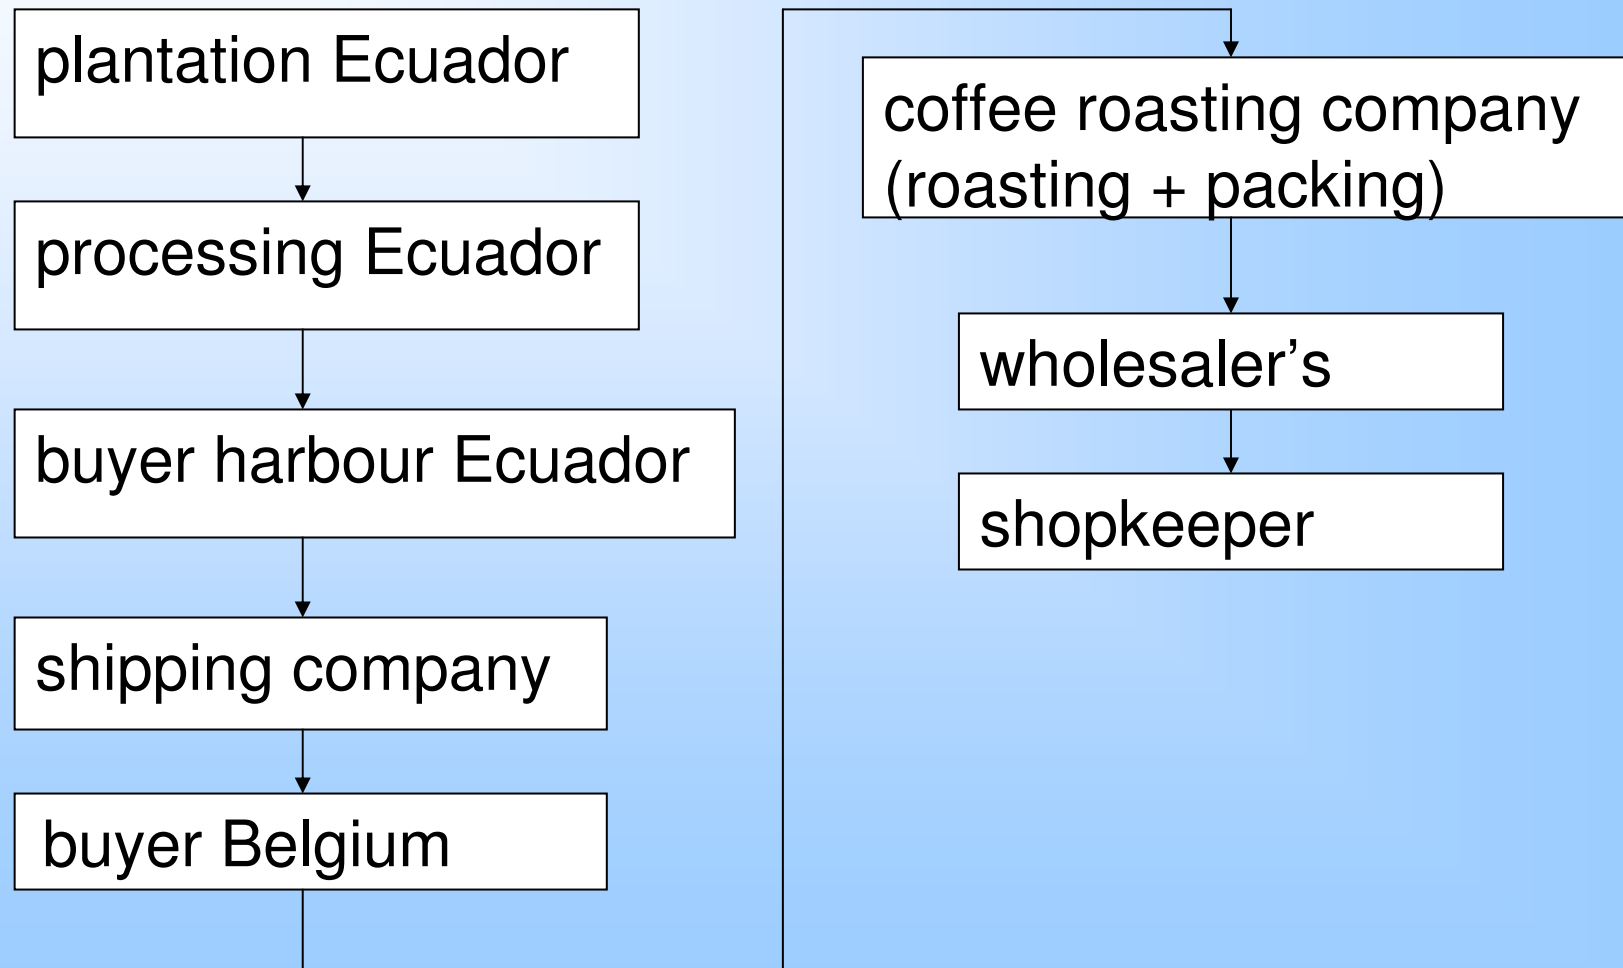 plantation Ecuador
processing Ecuador
buyer harbour Ecuador
shipping company
buyer Belgium
coffee roasting company
(roasting + packing)
wholesaler’s
shopkeeper